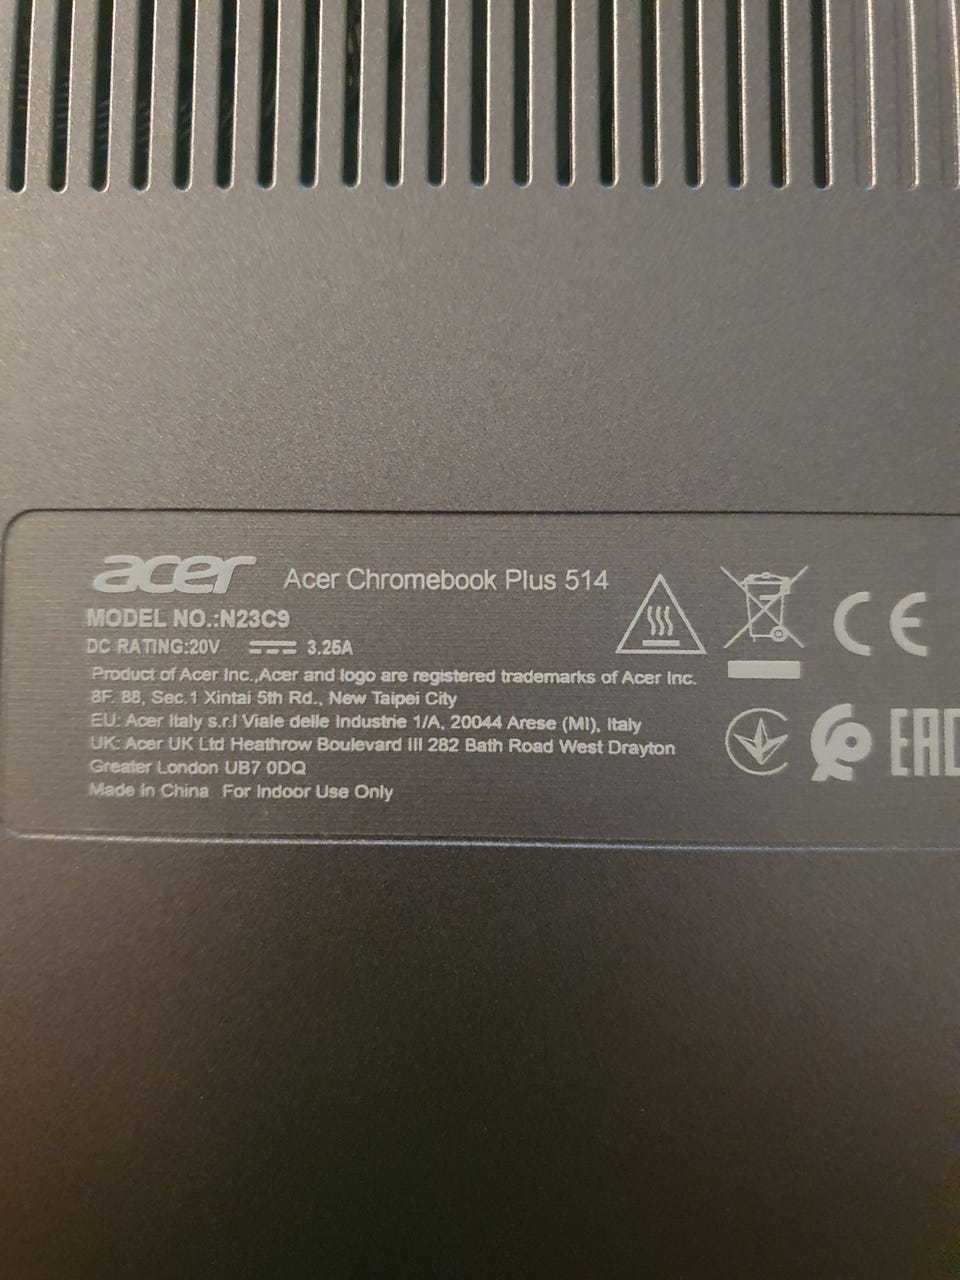 acer Acer Chromebook Plus 514
MODEL NO.:N23C9
DC RATING:20V 3.25A
Product of Acer Inc.,Acer and logo are registered trademarks of Acer Inc.
8F. 88, Sec.1 Xintai 5th Rd., New Taipei City
EU: Acer Italy s.r.l Viale delle Industrie 1/A, 20044 Arese (MI), Italy
UK: Acer UK Ltd Heathrow Boulevard III 282 Bath Road West Drayton
Greater London UB7 0DQ
Made In China For Indoor Use Only
CE
EAC